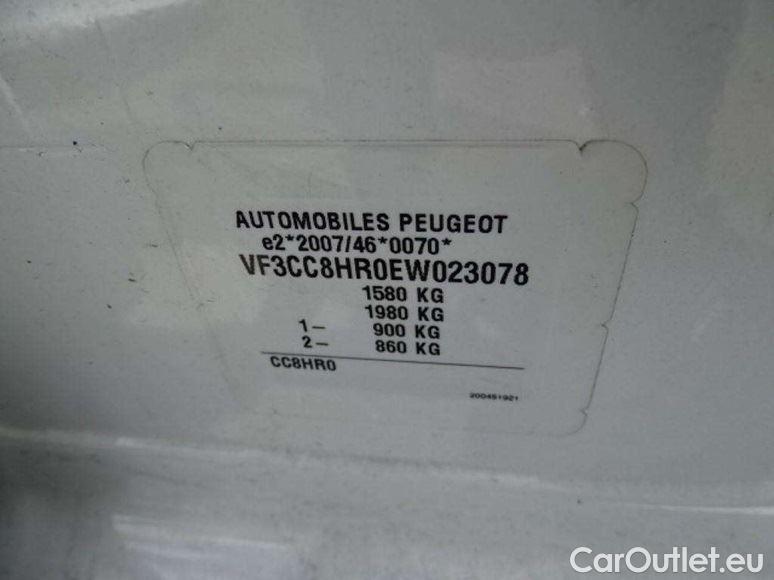 AUTOMOBILES PEUGEOT
e2*2007/46*0070*
VF3CC8HR0EW023078
1580 KG
1980 KG
1– 900 KG
2– 860 KG
CC8HR0
200451921
CarOutlet.eu